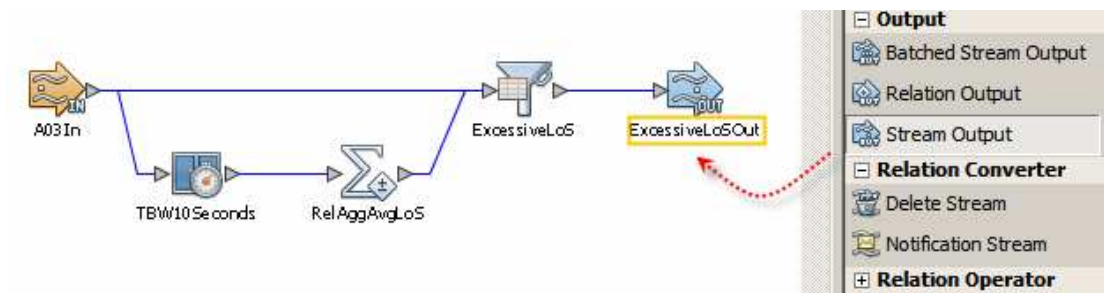 A03In
IN
ExcessiveLoS
ExcessiveLoSOut
OUT
TBW10Seconds
RelAggAvgLoS
Output
Batched Stream Output
Relation Output
Stream Output
Relation Converter
Delete Stream
Notification Stream
Relation Operator